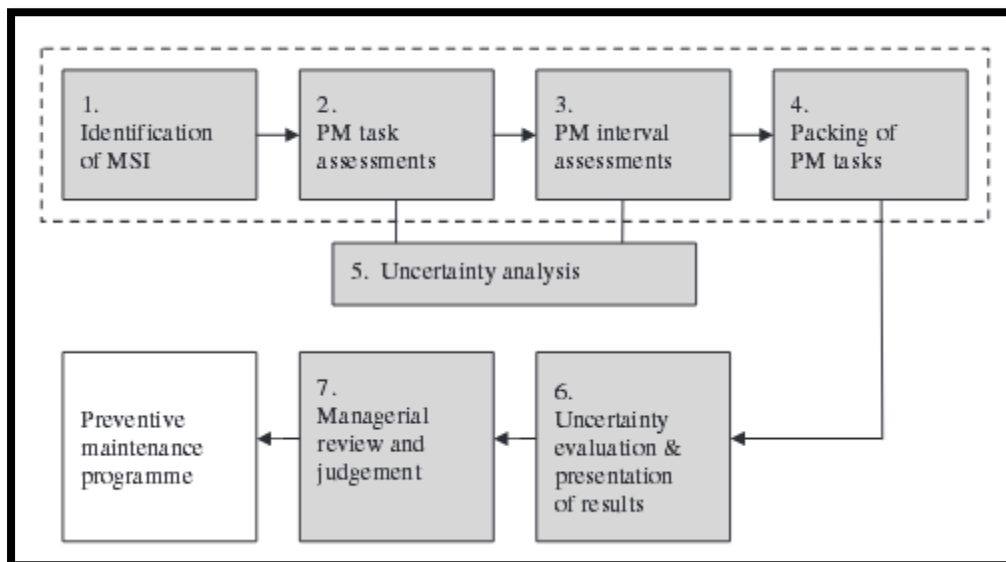 1.
Identification
of MSI
2.
PM task
assessments
3.
PM interval
assessments
4.
Packing of
PM tasks
5. Uncertainty analysis
Preventive
maintenance
programme
7.
Managerial
review and
judgement
6.
Uncertainty
evaluation &
presentation
of results